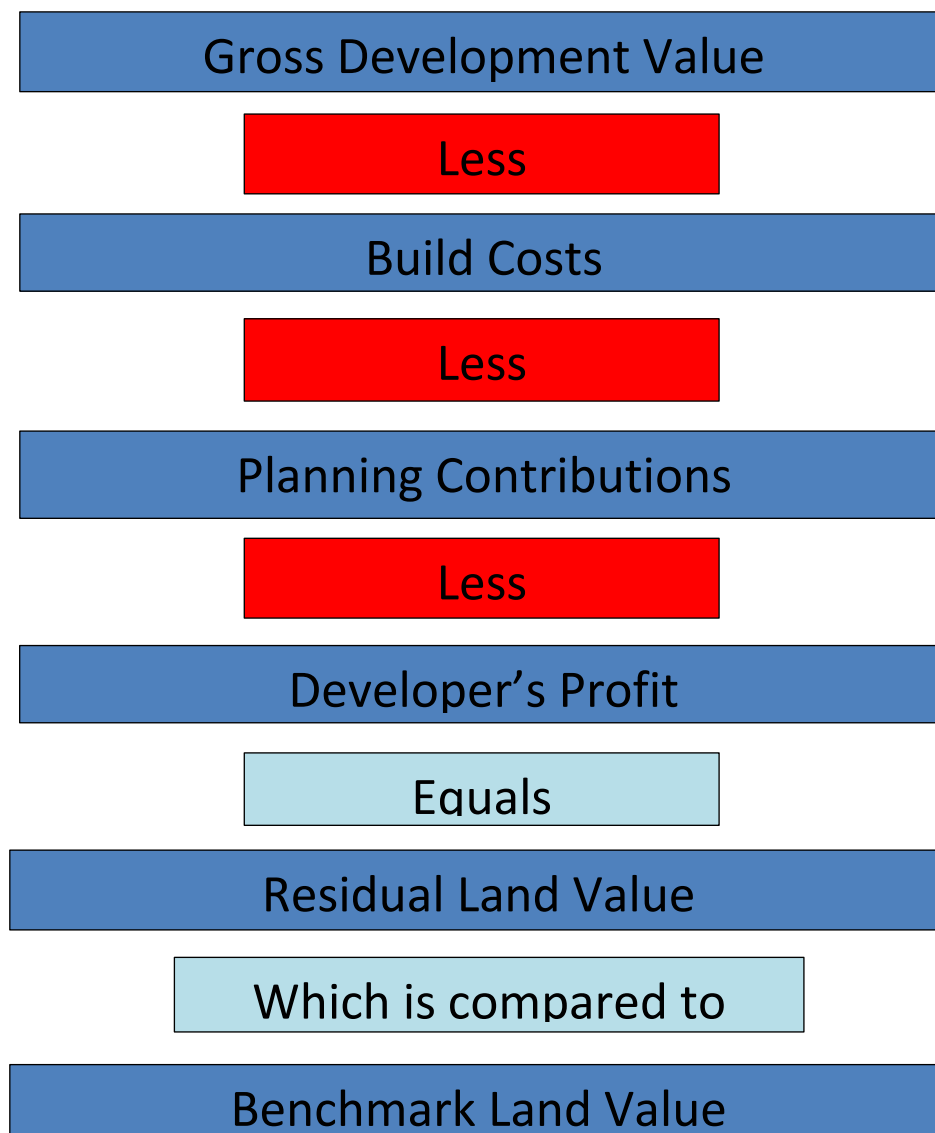 Gross Development Value
Less
Build Costs
Less
Planning Contributions
Less
Developer’s Profit
Equals
Residual Land Value
Which is compared to
Benchmark Land Value